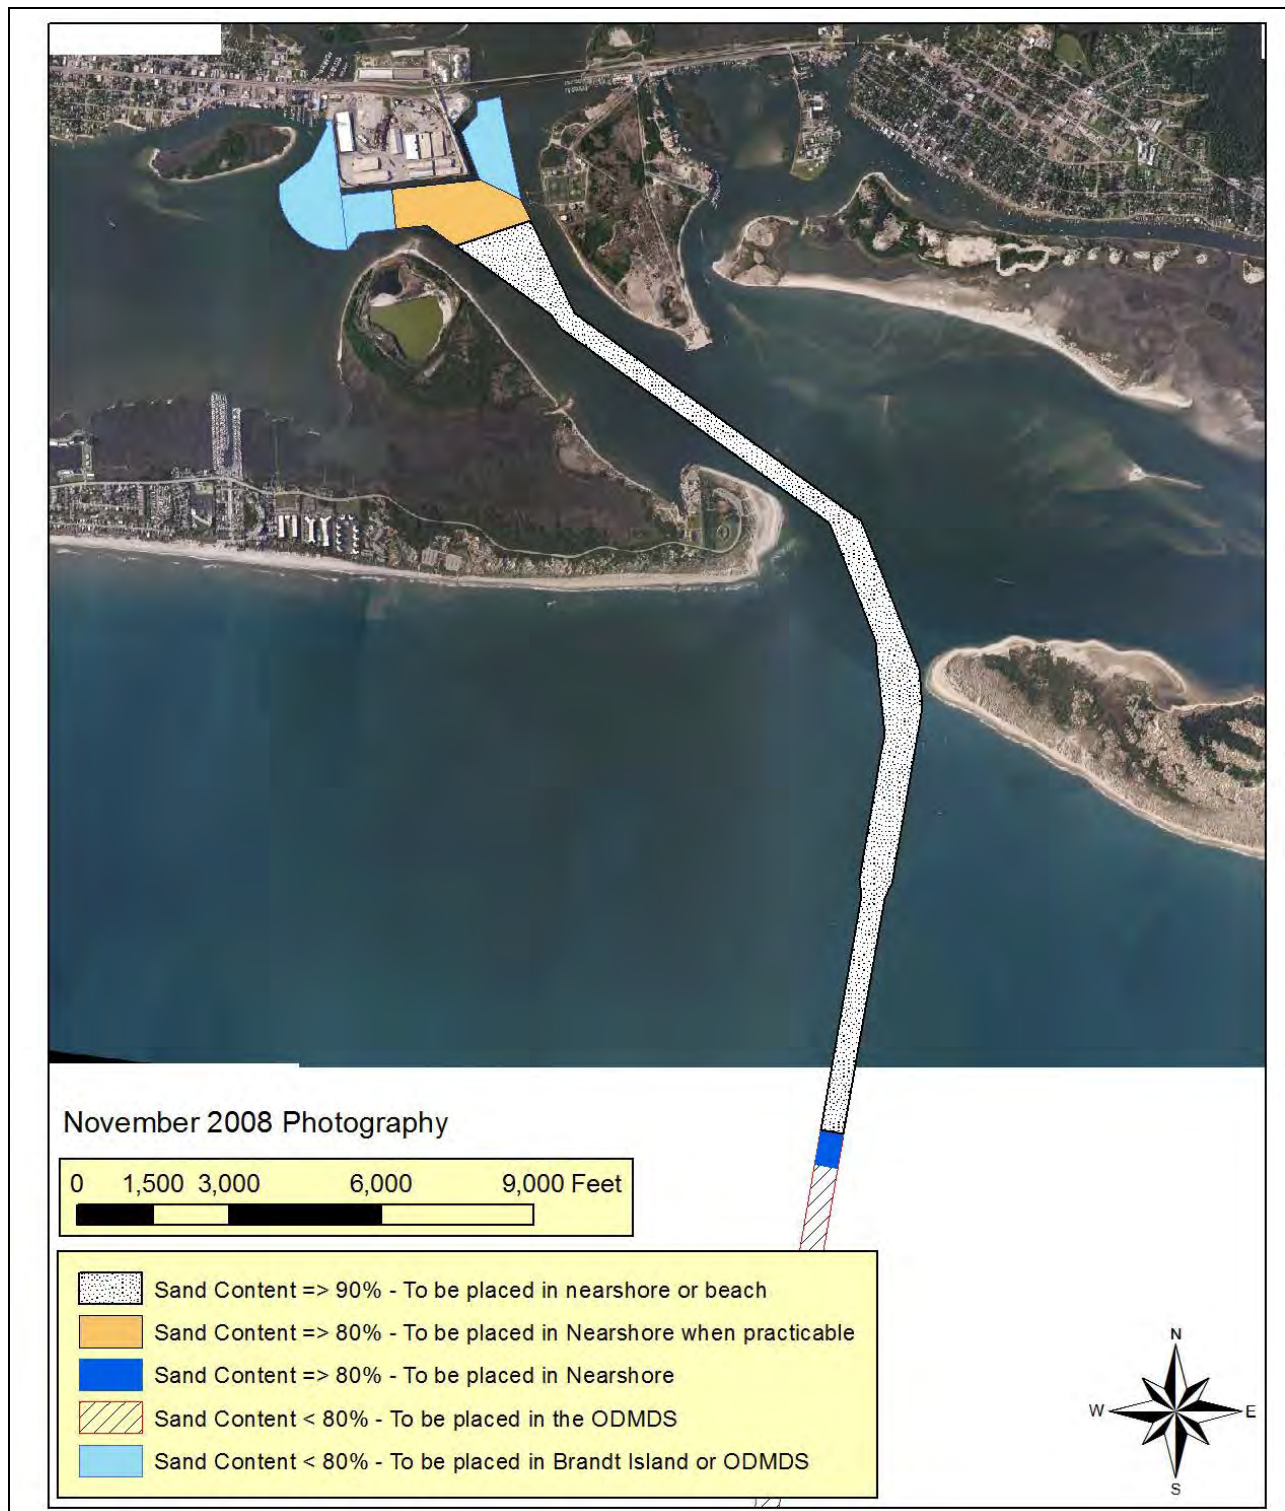 November 2008 Photography
0 1,500 3,000 6,000 9,000 Feet
Sand Content => 90% - To be placed in nearshore or beach
Sand Content => 80% - To be placed in Nearshore when practicable
Sand Content => 80% - To be placed in Nearshore
Sand Content < 80% - To be placed in the ODMDS
Sand Content < 80% - To be placed in Brandt Island or ODMDS
N
W E
S